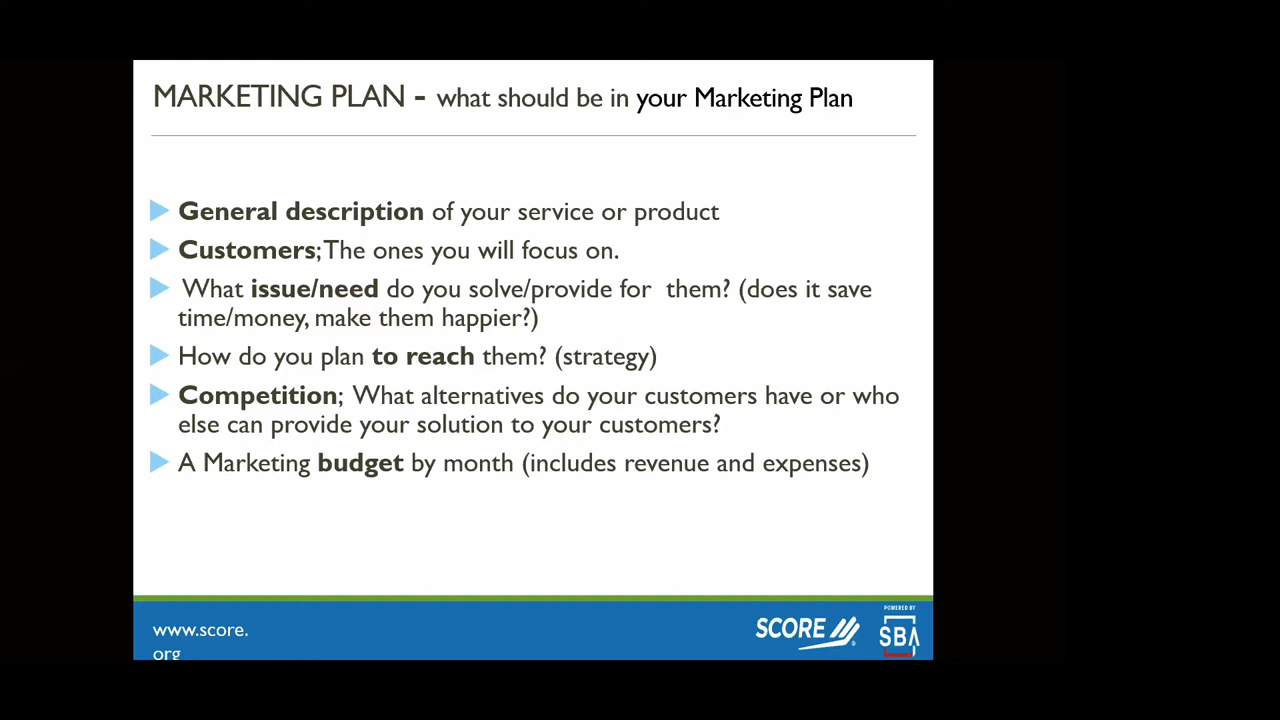 MARKETING PLAN - what should be in your Marketing Plan
General description of your service or product
Customers; The ones you will focus on.
What issue/need do you solve/provide for them? (does it save
time/money, make them happier?)
How do you plan to reach them? (strategy)
Competition; What alternatives do your customers have or who
else can provide your solution to your customers?
A Marketing budget by month (includes revenue and expenses)
www.score.
org
SCORE
POWERED BY
SBA